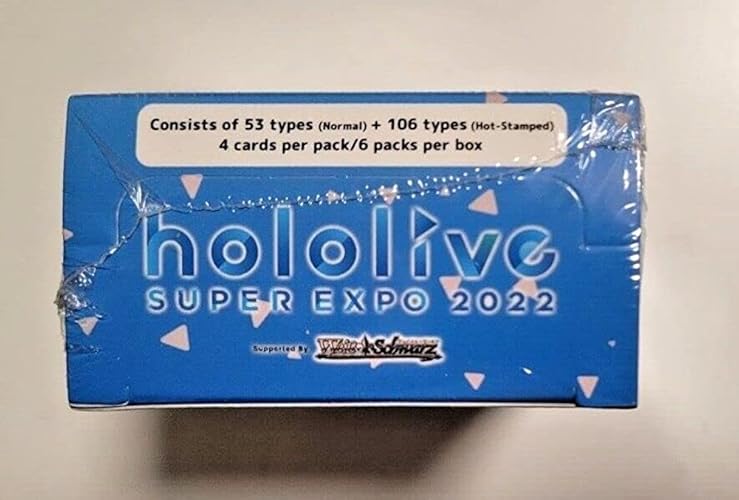 Consists of 53 types (Normal) + 106 types (Hot-Stamped)
4 cards per pack/6 packs per box
hololive
SUPER EXPO 2022
Supported By Weiẞ Schwarz